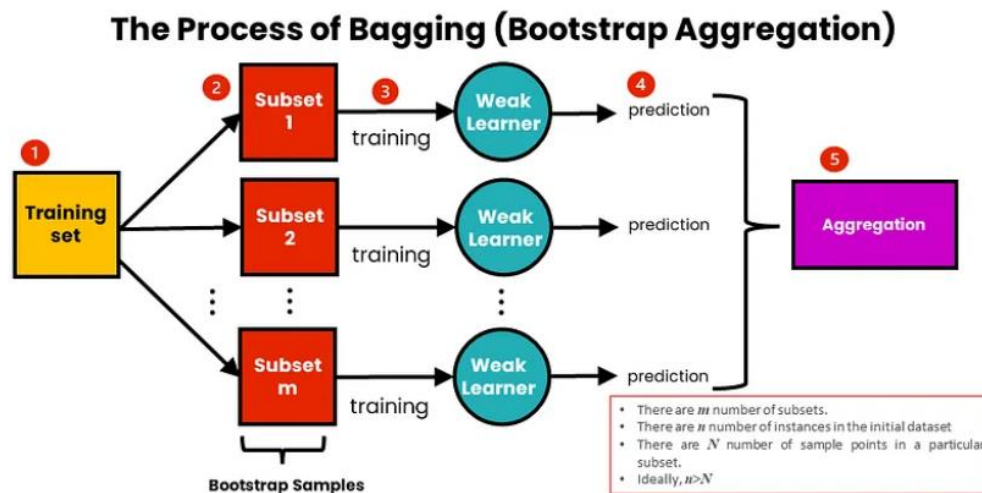 The Process of Bagging (Bootstrap Aggregation)
1
Training
set
2
Subset
1
3
training
Weak
Learner
4
prediction
Subset
2
training
Weak
Learner
prediction
Subset
m
training
Weak
Learner
prediction
5
Aggregation
Bootstrap Samples
• There are m number of subsets.
• There are n number of instances in the initial dataset
• There are N number of sample points in a particular
subset.
• Ideally, n>N